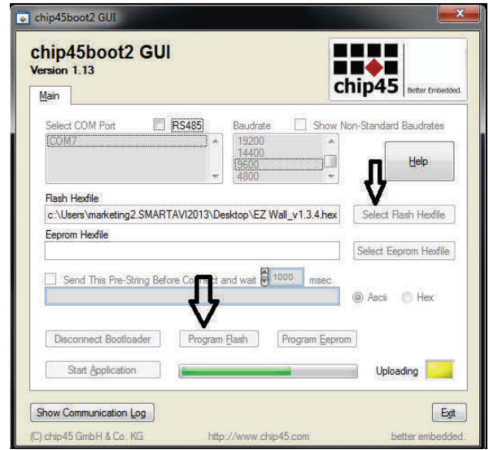 chip45boot2 GUI
chip45boot2 GUI
Version 1.13
chip45 Better Embedded.
Main
Select COM Port RS485 Baudrate Show Non-Standard Baudrates
COM7
19200
14400
9600
4800
Help
Flash Hexfile
c:\Users\marketing2.SMARTAVI2013\Desktop\EZ Wall_v1.3.4.hex Select Flash Hexfile
Eeprom Hexfile
Select Eeprom Hexfile
Send This Pre-String Before Connect and wait 1000 msec
Ascii Hex
Disconnect Bootloader Program Flash Program Eeprom
Start Application Uploading
Show Communication Log Exit
(C) chip45 GmbH & Co. KG http://www.chip45.com better embedded.